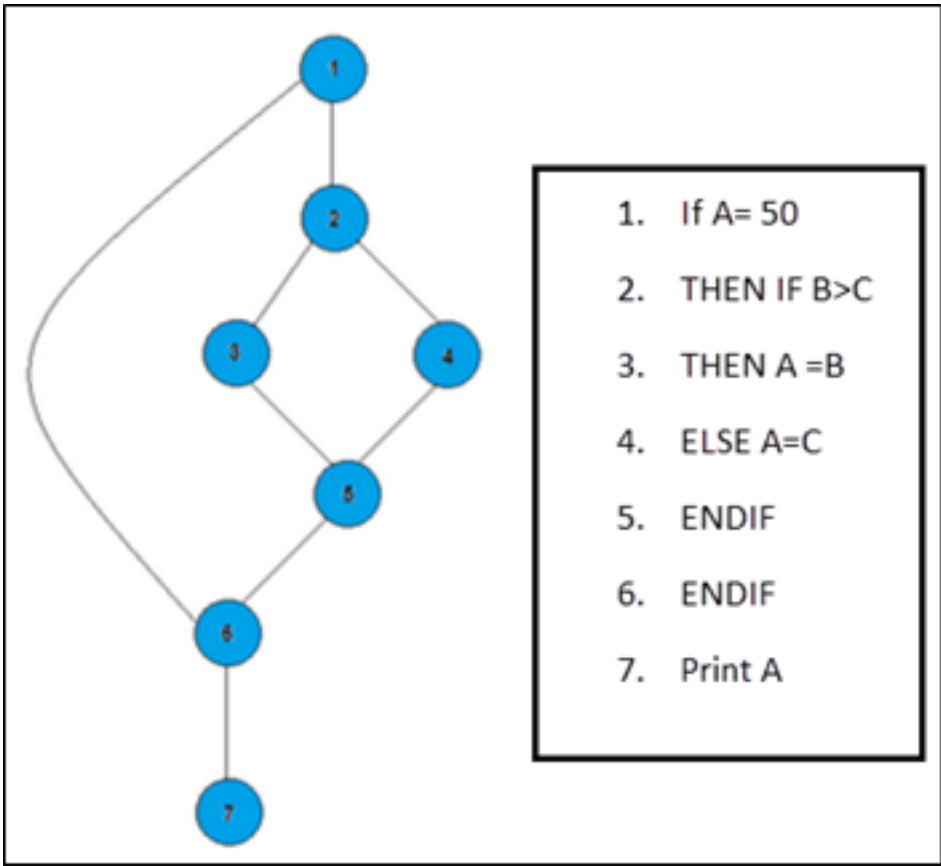 1
2
3
4
5
6
7
1. If A= 50
2. THEN IF B>C
3. THEN A =B
4. ELSE A=C
5. ENDIF
6. ENDIF
7. Print A